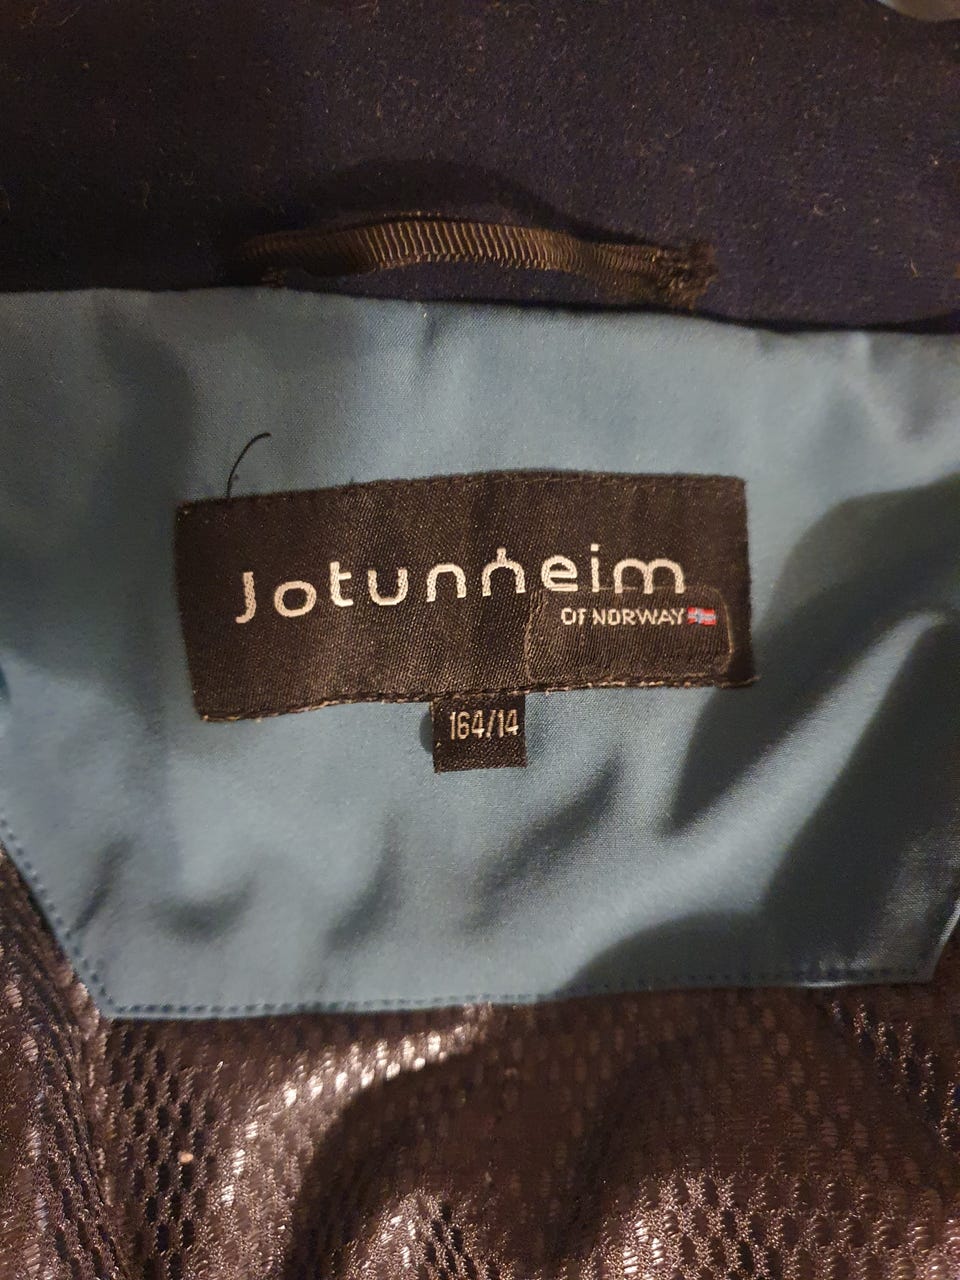 Jotunheim
OF NORWAY
164/14